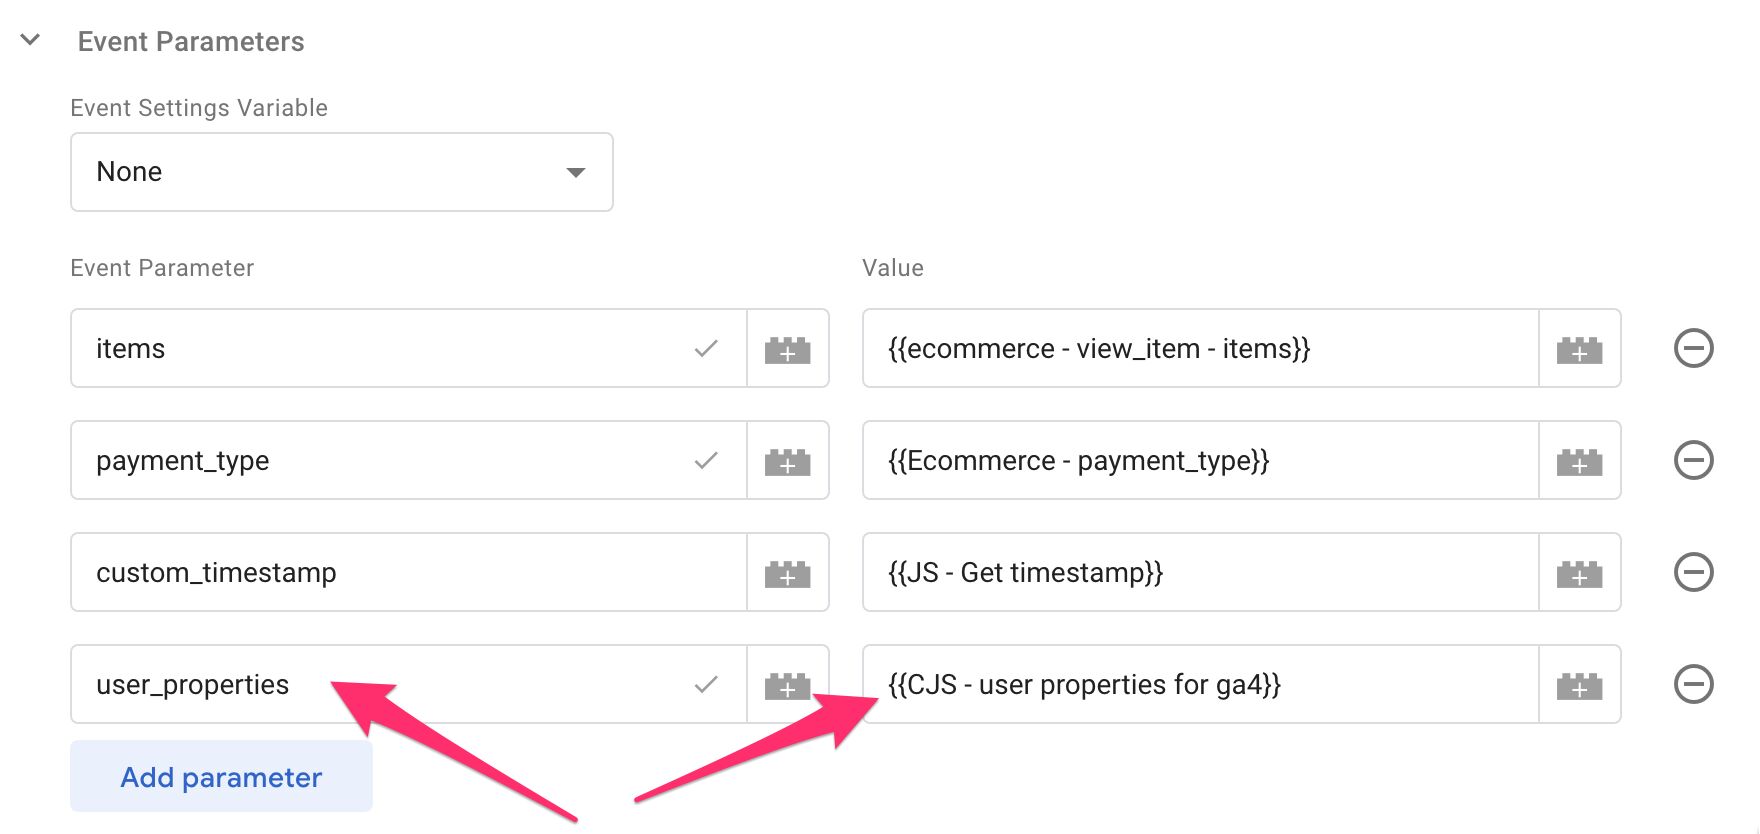 Event Parameters
Event Settings Variable
None
Event Parameter Value
items {{ecommerce - view_item - items}}
payment_type {{Ecommerce - payment_type}}
custom_timestamp {{JS - Get timestamp}}
user_properties {{CJS - user properties for ga4}}
Add parameter